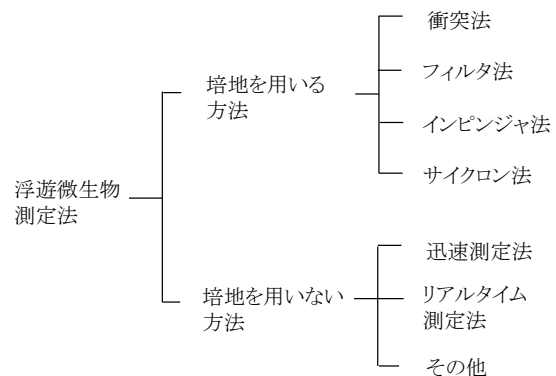 浮遊微生物
測定法
培地を用いる
方法
衝突法
フィルタ法
インピンジャ法
サイクロン法
培地を用いない
方法
迅速測定法
リアルタイム
測定法
その他